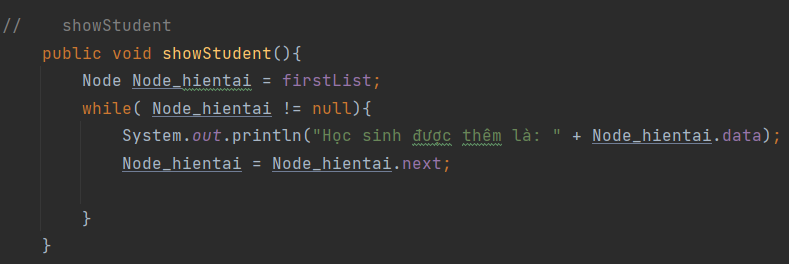 // showStudent
public void showStudent(){
Node Node_hientai = firstList;
while( Node_hientai != null){
System.out.println("Học sinh được thêm là: " + Node_hientai.data);
Node_hientai = Node_hientai.next;
}
}